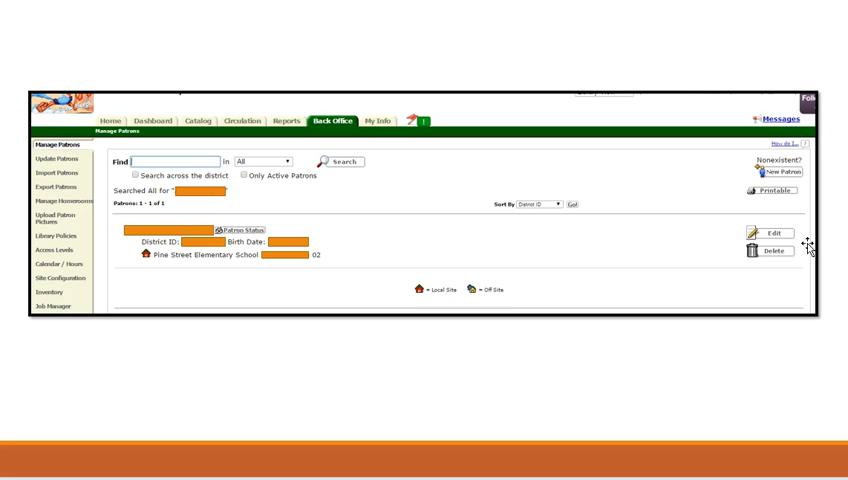 Foll
Home Dashboard Catalog Circulation Reports Back Office My Info 1
Messages
Manage Patrons
How do I... ?
Manage Patrons
Update Patrons
Import Patrons
Export Patrons
Manage Homerooms
Upload Patron
Pictures
Library Policies
Access Levels
Calendar / Hours
Site Configuration
Inventory
Job Manager
Find in All Search
Search across the district Only Active Patrons
Nonexistent?
New Patron
Searched All for " "
Printable
Patrons: 1 - 1 of 1
Sort By District ID Go!
Patron Status
Edit
District ID: Birth Date:
Delete
Pine Street Elementary School 02
= Local Site = Off Site